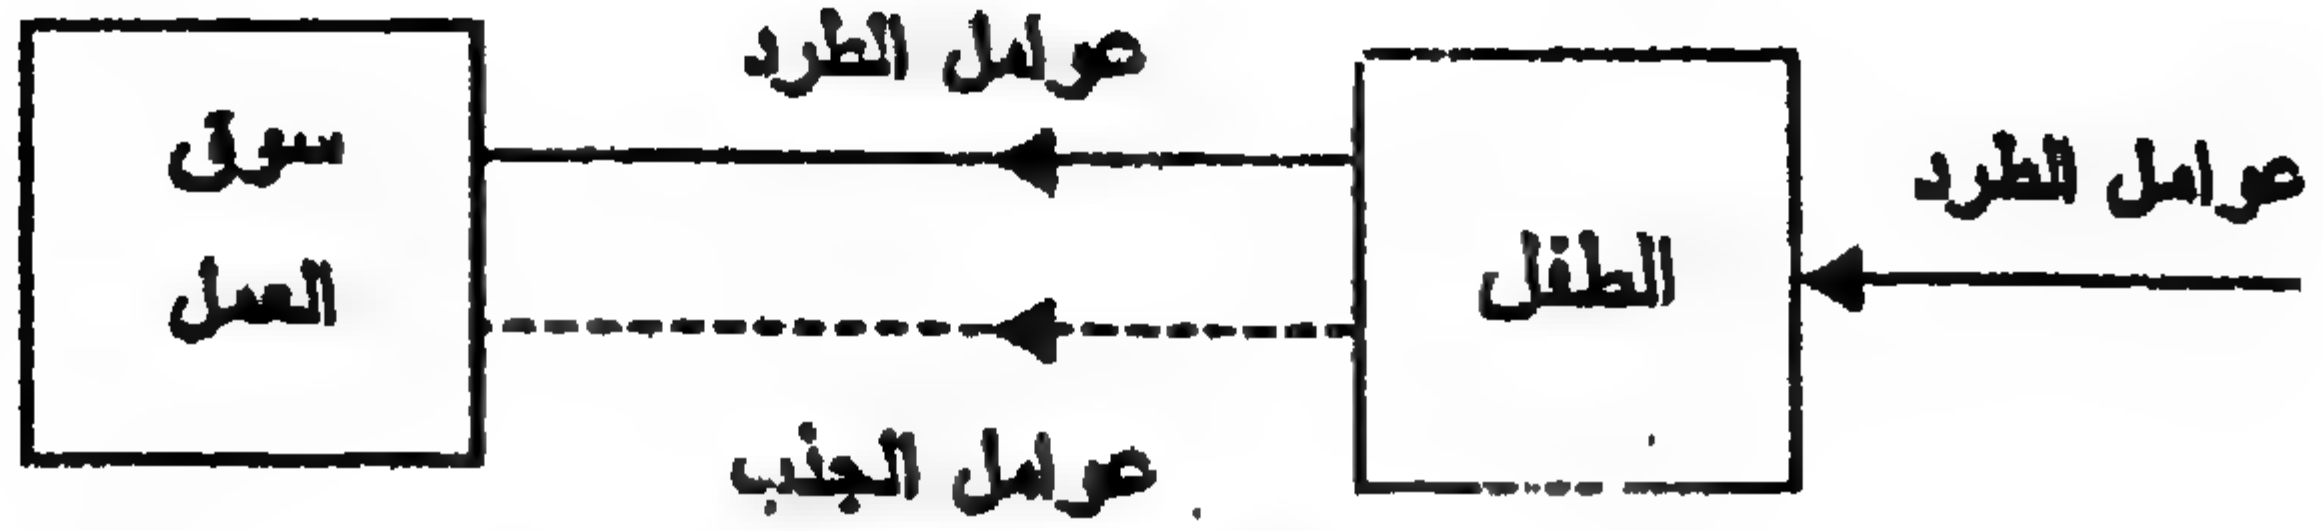 عوامل الطرد
الطفل
عوامل الطرد
عوامل الجذب
سوق
العمل